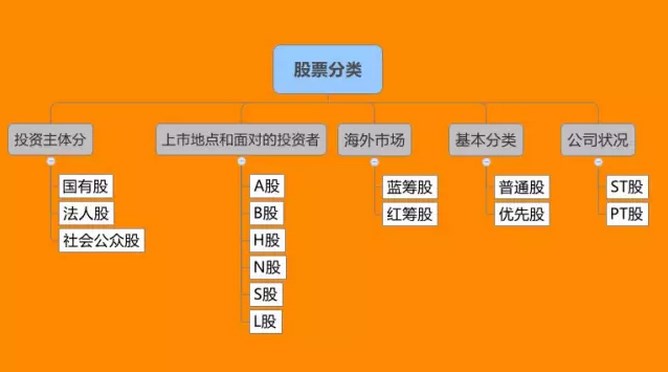 股票分类
投资主体分
国有股
法人股
社会公众股
上市地点和面对的投资者
A股
B股
H股
N股
S股
L股
海外市场
蓝筹股
红筹股
基本分类
普通股
优先股
公司状况
ST股
PT股